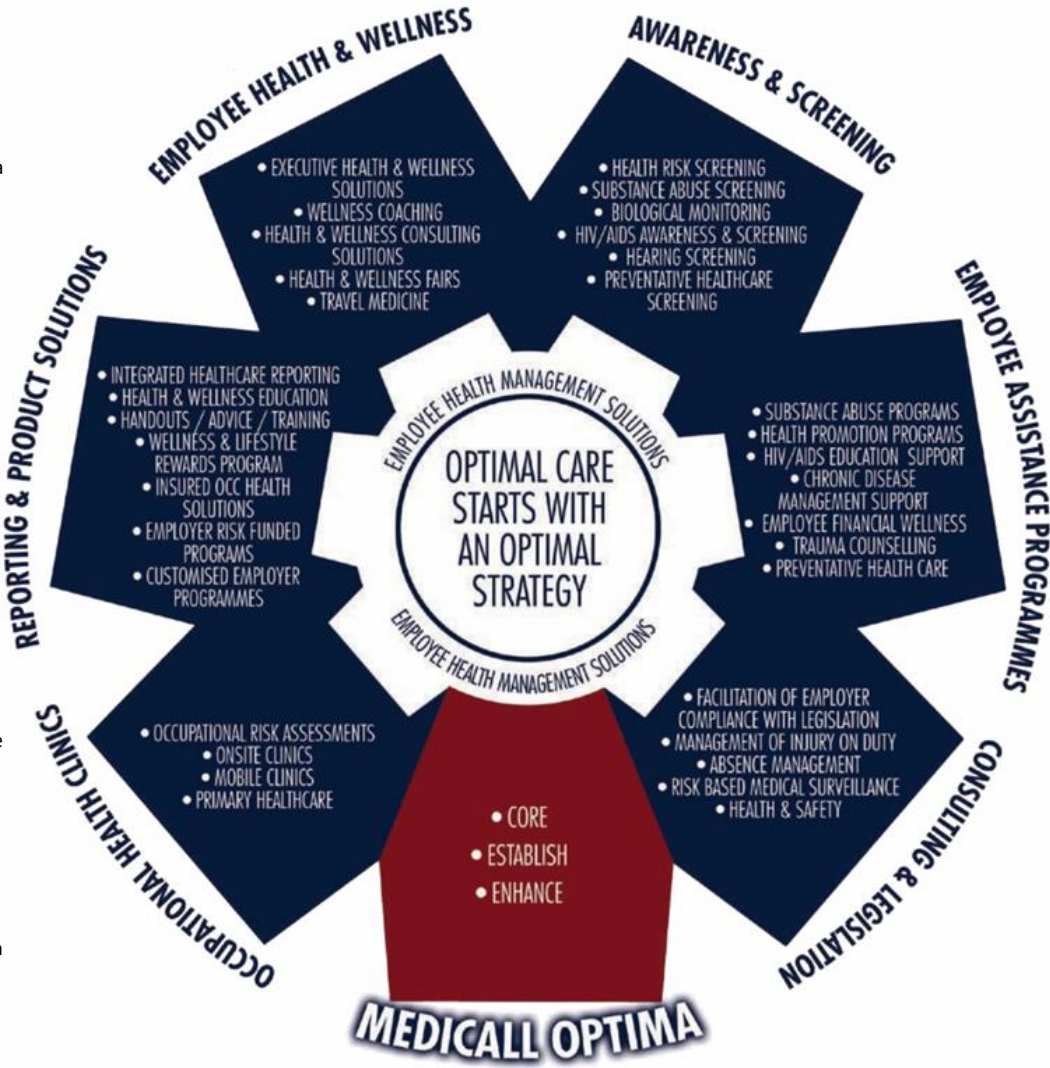 EMPLOYEE HEALTH & WELLNESS
• EXECUTIVE HEALTH & WELLNESS
SOLUTIONS
• WELLNESS COACHING
• HEALTH & WELLNESS CONSULTING
SOLUTIONS
• HEALTH & WELLNESS FAIRS
• TRAVEL MEDICINE
AWARENESS & SCREENING
• HEALTH RISK SCREENING
• SUBSTANCE ABUSE SCREENING
• BIOLOGICAL MONITORING
• HIV/AIDS AWARENESS & SCREENING
• HEARING SCREENING
• PREVENTATIVE HEALTHCARE
SCREENING
EMPLOYEE ASSISTANCE PROGRAMMES
• SUBSTANCE ABUSE PROGRAMS
• HEALTH PROMOTION PROGRAMS
• HIV/AIDS EDUCATION SUPPORT
• CHRONIC DISEASE
MANAGEMENT SUPPORT
• EMPLOYEE FINANCIAL WELLNESS
• TRAUMA COUNSELLING
• PREVENTATIVE HEALTH CARE
CONSULTING & LEGISLATION
• FACILITATION OF EMPLOYER
COMPLIANCE WITH LEGISLATION
• MANAGEMENT OF INJURY ON DUTY
• ABSENCE MANAGEMENT
• RISK BASED MEDICAL SURVEILLANCE
• HEALTH & SAFETY
MEDICALL OPTIMA
• CORE
• ESTABLISH
• ENHANCE
OCCUPATIONAL HEALTH CLINICS
• OCCUPATIONAL RISK ASSESSMENTS
• ONSITE CLINICS
• MOBILE CLINICS
• PRIMARY HEALTHCARE
REPORTING & PRODUCT SOLUTIONS
• INTEGRATED HEALTHCARE REPORTING
• HEALTH & WELLNESS EDUCATION
• HANDOUTS / ADVICE / TRAINING
• WELLNESS & LIFESTYLE
REWARDS PROGRAM
• INSURED OCC HEALTH
SOLUTIONS
• EMPLOYER RISK FUNDED
PROGRAMS
• CUSTOMISED EMPLOYER
PROGRAMMES
EMPLOYEE HEALTH MANAGEMENT SOLUTIONS
OPTIMAL CARE
STARTS WITH
AN OPTIMAL
STRATEGY
EMPLOYEE HEALTH MANAGEMENT SOLUTIONS